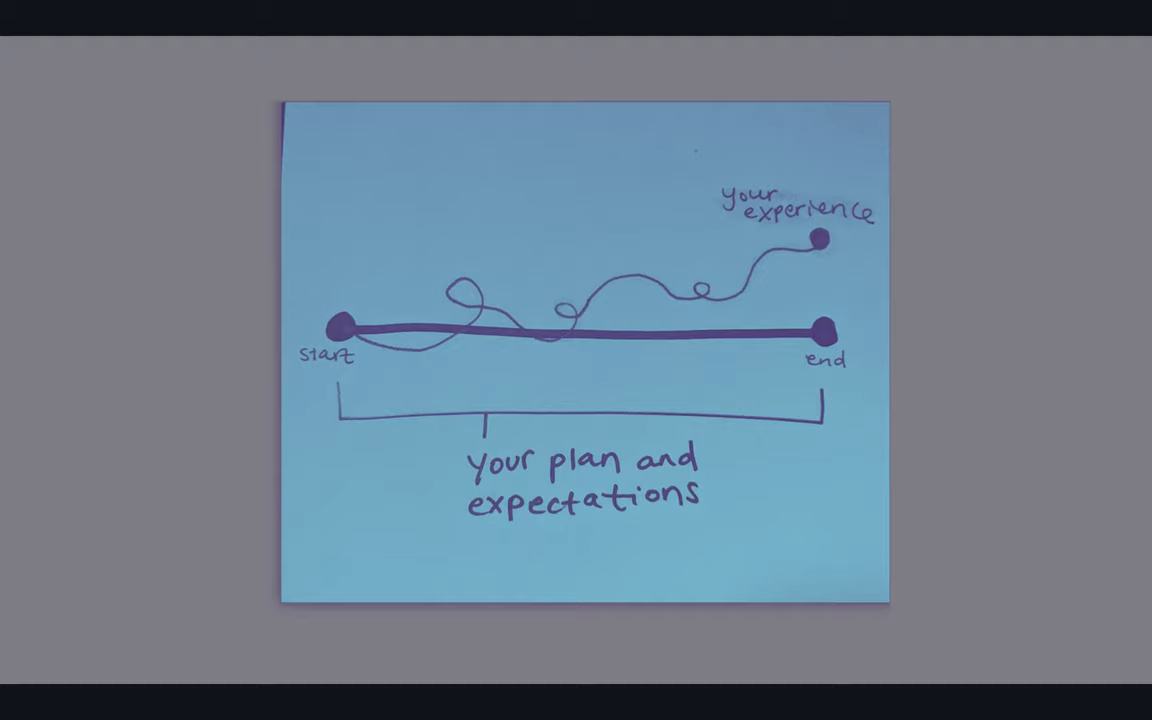 your
experience
start
end
your plan and
expectations